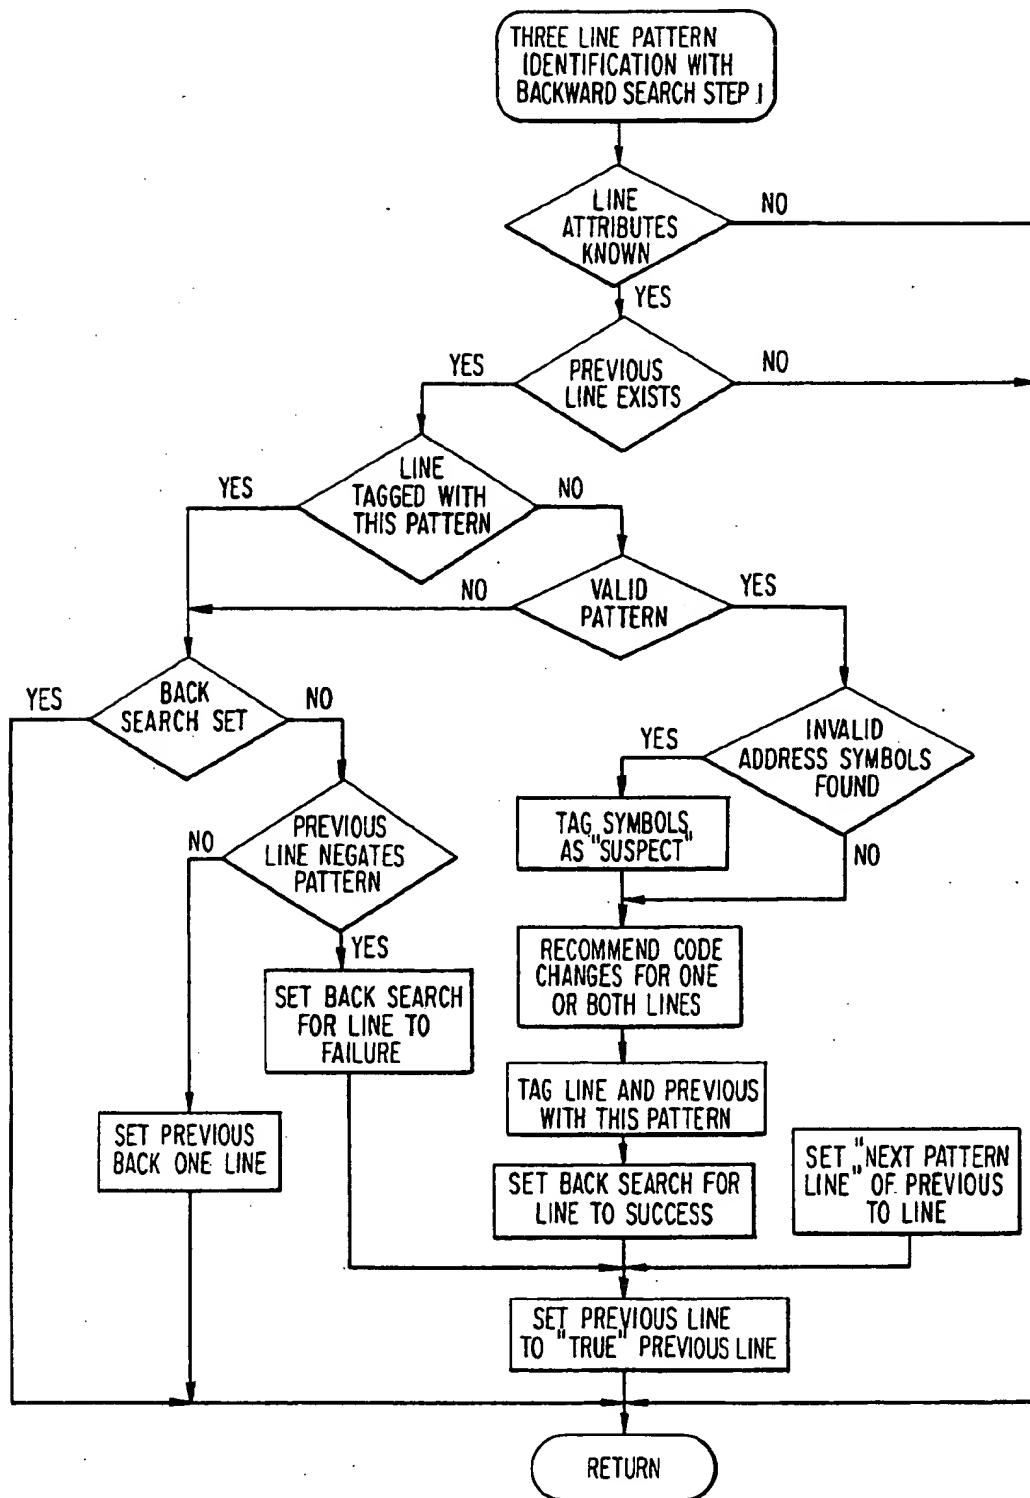 THREE LINE PATTERN
IDENTIFICATION WITH
BACKWARD SEARCH STEP 1
LINE
ATTRIBUTES
KNOWN
NO
YES
PREVIOUS
LINE EXISTS
YES
NO
LINE
TAGGED WITH
THIS PATTERN
YES
NO
VALID
PATTERN
NO
YES
BACK
SEARCH SET
YES
NO
INVALID
ADDRESS SYMBOLS
FOUND
YES
NO
TAG SYMBOLS
AS "SUSPECT"
PREVIOUS
LINE NEGATES
PATTERN
NO
YES
RECOMMEND CODE
CHANGES FOR ONE
OR BOTH LINES
SET BACK SEARCH
FOR LINE TO
FAILURE
TAG LINE AND PREVIOUS
WITH THIS PATTERN
SET PREVIOUS
BACK ONE LINE
SET BACK SEARCH FOR
LINE TO SUCCESS
SET "NEXT PATTERN
LINE" OF PREVIOUS
TO LINE
SET PREVIOUS LINE
TO "TRUE" PREVIOUS LINE
RETURN